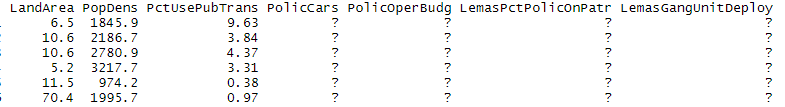 LandArea PopDens PctUsePubTrans PolicCars PolicOperBudg LemasPctPolicOnPatr LemasGangUnitDeploy
6.5 1845.9 9.63 ? ? ? ?
10.6 2186.7 3.84 ? ? ? ?
10.6 2780.9 4.37 ? ? ? ?
5.2 3217.7 3.31 ? ? ? ?
11.5 974.2 0.38 ? ? ? ?
70.4 1995.7 0.97 ? ? ? ?